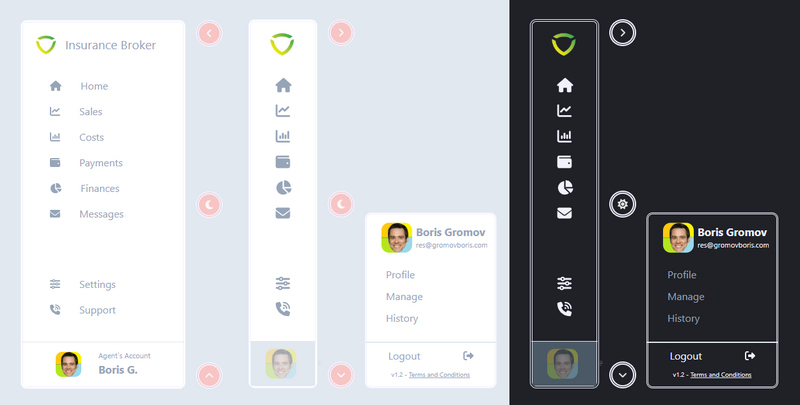 Insurance Broker
Home
Sales
Costs
Payments
Finances
Messages
Settings
Support
Agent's Account
Boris G.
Boris Gromov
res@gromovboris.com
Profile
Manage
History
Logout
v1.2 - Terms and Conditions
Boris Gromov
res@gromovboris.com
Profile
Manage
History
Logout
v1.2 - Terms and Conditions